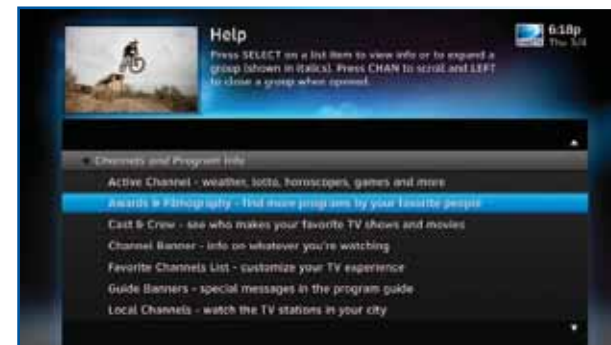 Help
6:18p
Thu 3/4
Press SELECT on a list item to view info or to expand a
group (shown in italics). Press CHAN to scroll and LEFT
to close a group when opened.
Channels and Program Info
Active Channel - weather, lotto, horoscopes, games and more
Awards & Filmography - find more programs by your favorite people
Cast & Crew - see who makes your favorite TV shows and movies
Channel Banner - info on whatever you're watching
Favorite Channels List - customize your TV experience
Guide Banners - special messages in the program guide
Local Channels - watch the TV stations in your city